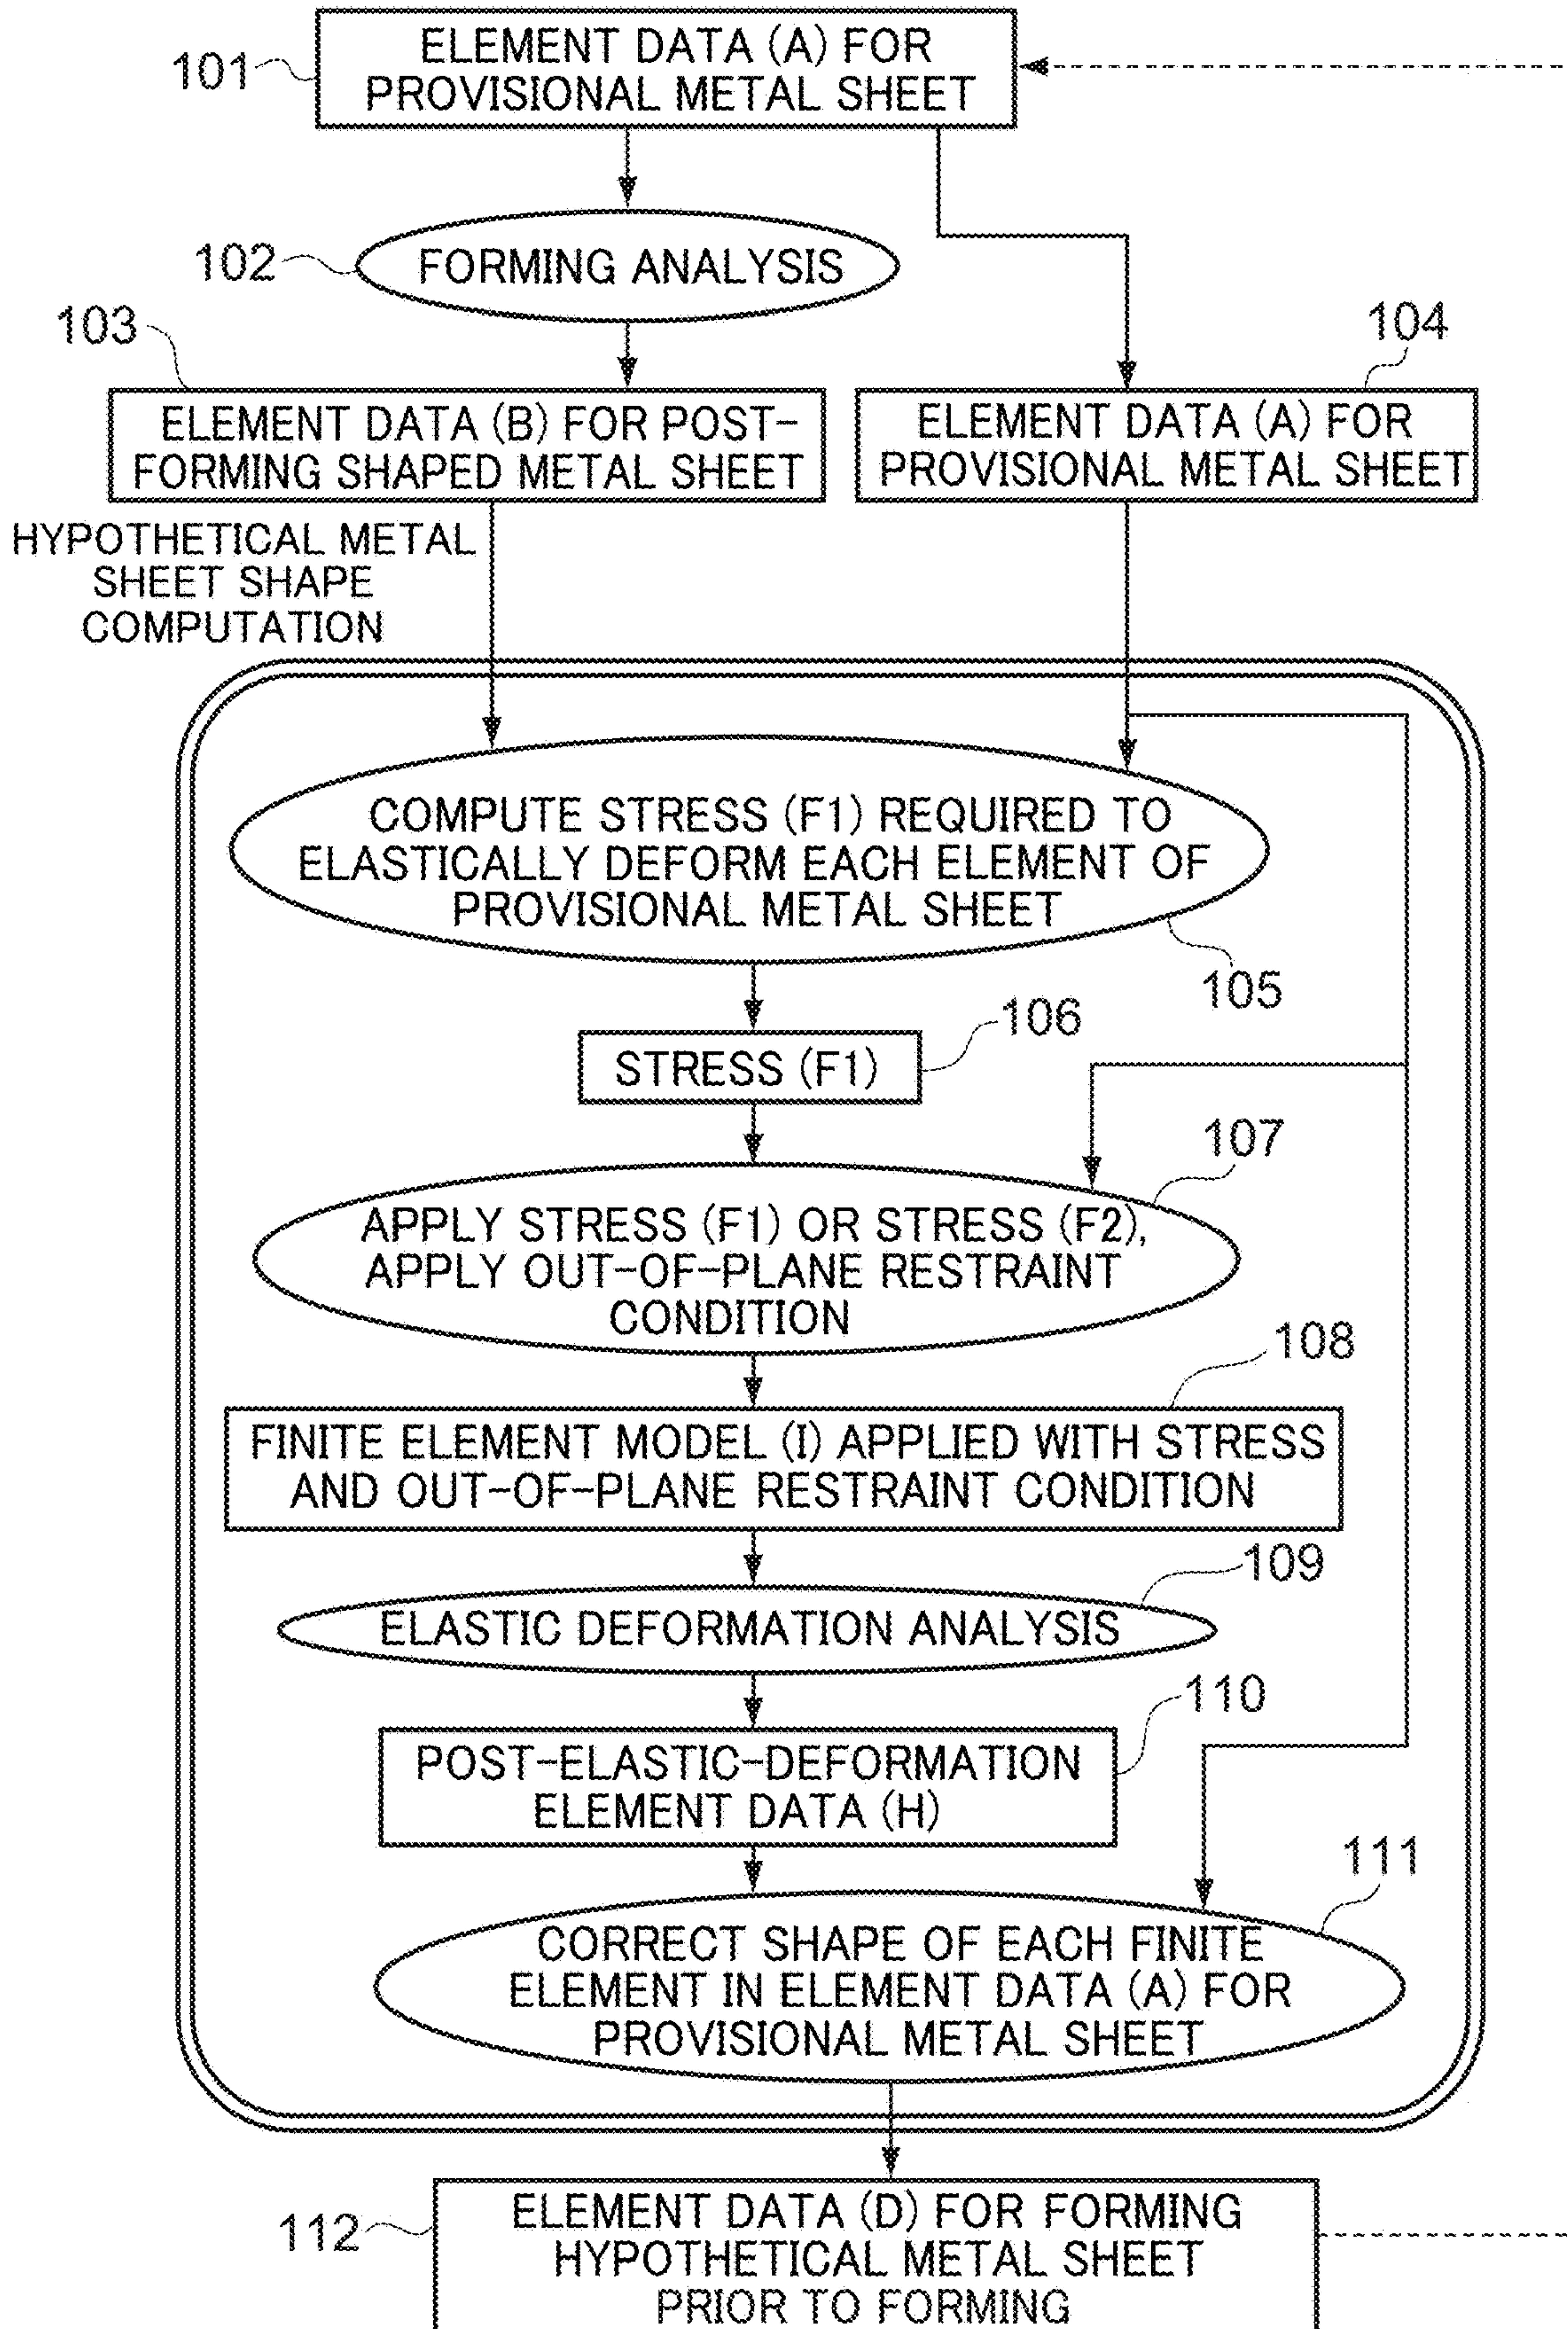 101
ELEMENT DATA (A) FOR
PROVISIONAL METAL SHEET
102
FORMING ANALYSIS
103
ELEMENT DATA (B) FOR POST-
FORMING SHAPED METAL SHEET
104
ELEMENT DATA (A) FOR
PROVISIONAL METAL SHEET
HYPOTHETICAL METAL
SHEET SHAPE
COMPUTATION
COMPUTE STRESS (F1) REQUIRED TO
ELASTICALLY DEFORM EACH ELEMENT OF
PROVISIONAL METAL SHEET
105
106
STRESS (F1)
107
APPLY STRESS (F1) OR STRESS (F2),
APPLY OUT-OF-PLANE RESTRAINT
CONDITION
108
FINITE ELEMENT MODEL (I) APPLIED WITH STRESS
AND OUT-OF-PLANE RESTRAINT CONDITION
109
ELASTIC DEFORMATION ANALYSIS
110
POST-ELASTIC-DEFORMATION
ELEMENT DATA (H)
111
CORRECT SHAPE OF EACH FINITE
ELEMENT IN ELEMENT DATA (A) FOR
PROVISIONAL METAL SHEET
112
ELEMENT DATA (D) FOR FORMING
HYPOTHETICAL METAL SHEET
PRIOR TO FORMING